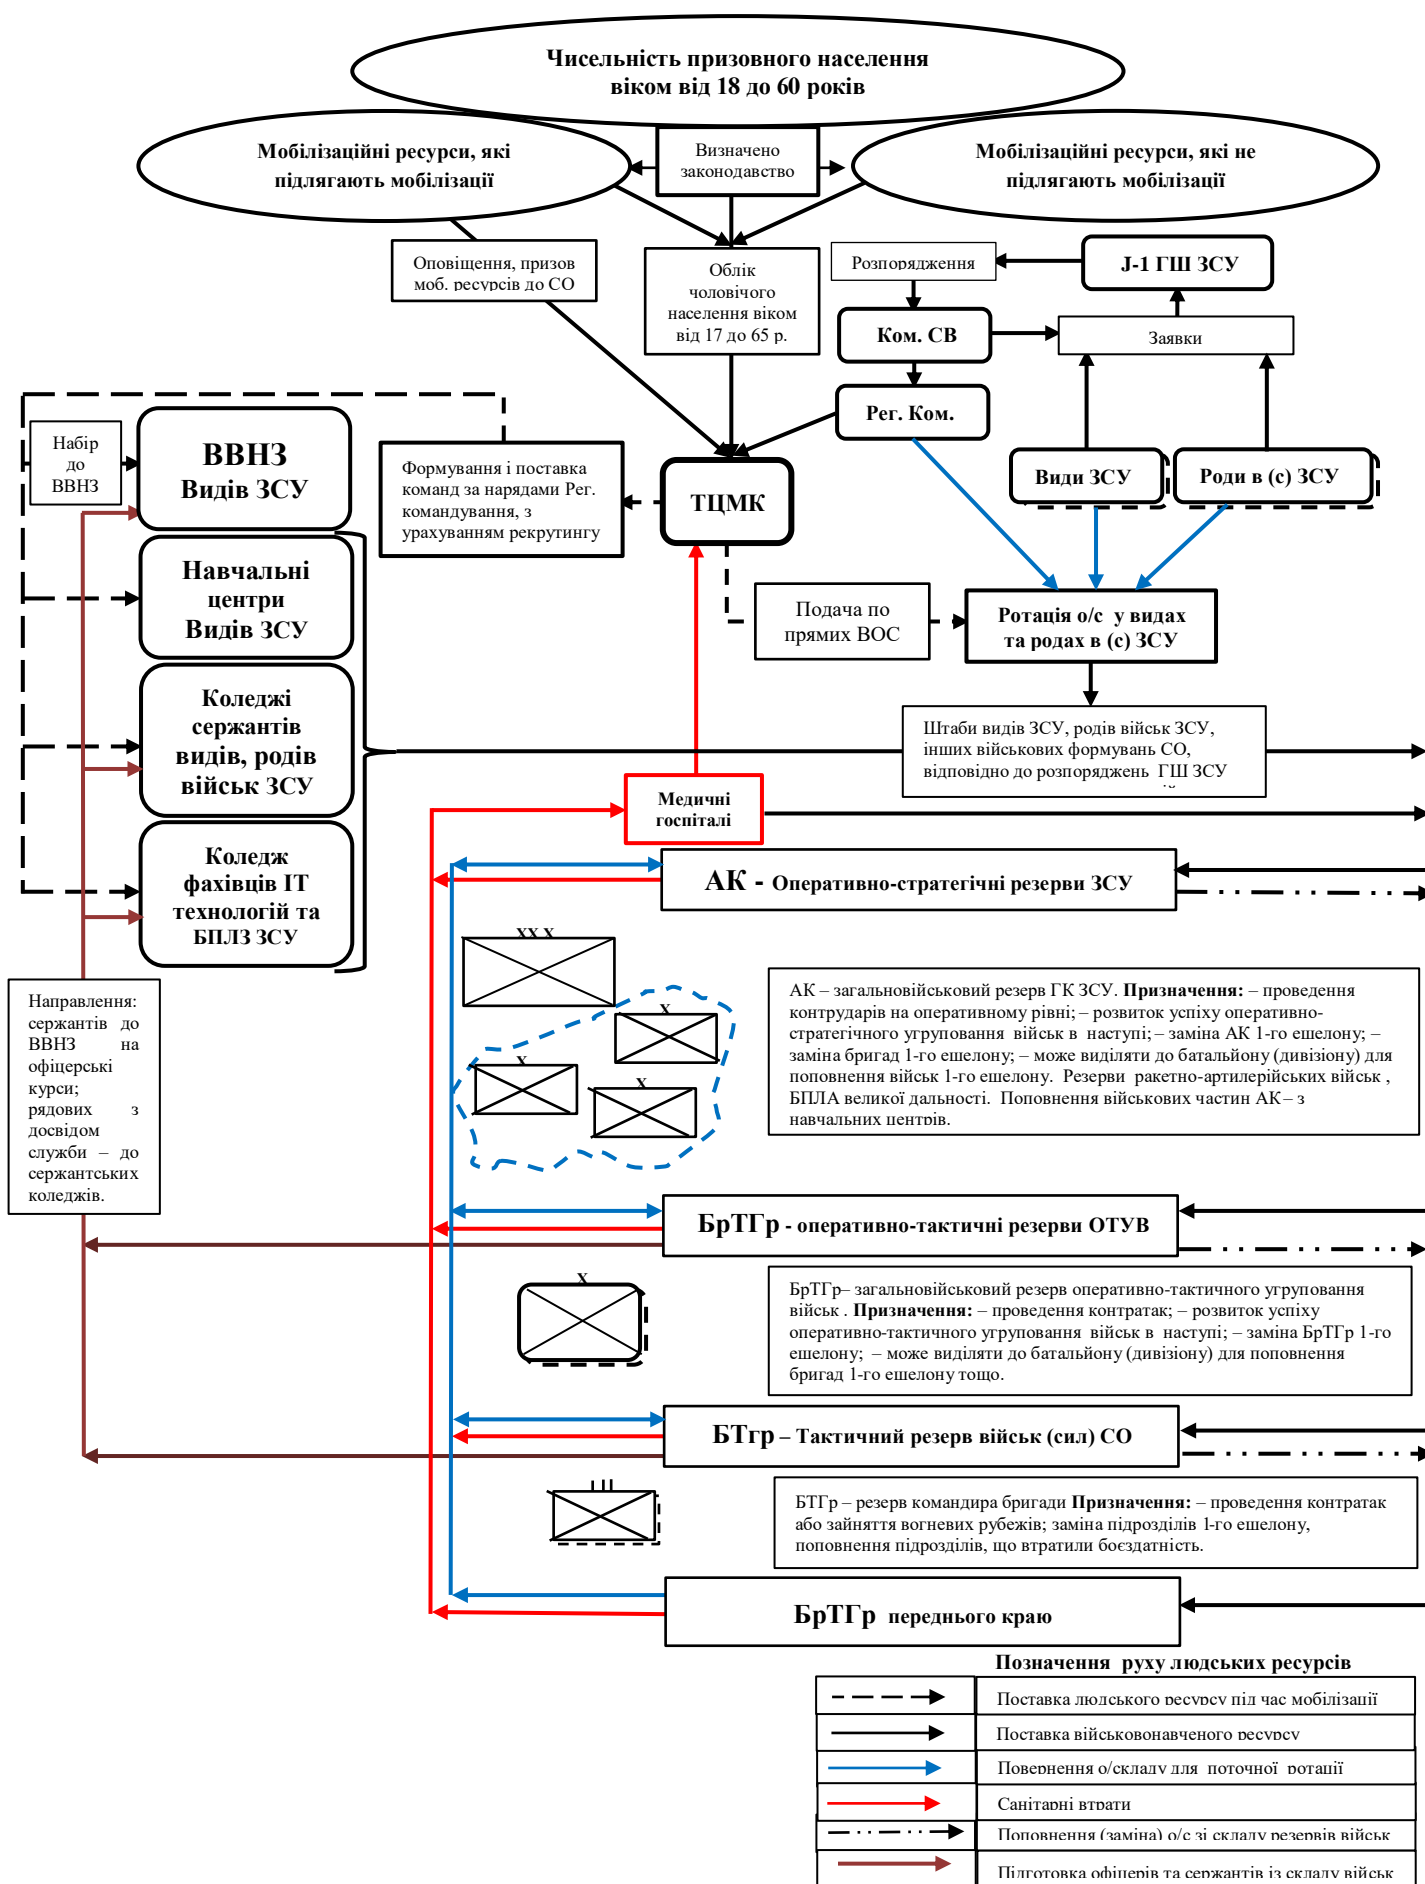 Чисельність призовного населення
віком від 18 до 60 років
Мобілізаційні ресурси, які
підлягають мобілізації
Визначено
законодавство
Мобілізаційні ресурси, які не
підлягають мобілізації
Оповіщення, призов
моб. ресурсів до СО
Облік
чоловічого
населення віком
від 17 до 65 р.
Розпорядження
J-1 ГШ ЗСУ
Ком. СВ
Заявки
Рег. Ком.
Набір
до
ВВНЗ
ВВНЗ
Видів ЗСУ
Формування і поставка
команд за нарядами Рег.
командування, з
урахуванням рекрутингу
ТЦМК
Види ЗСУ
Роди в (с) ЗСУ
Навчальні
центри
Видів ЗСУ
Подача по
прямих ВОС
Ротація о/с у видах
та родах в (с) ЗСУ
Коледжі
сержантів
видів, родів
військ ЗСУ
Штаби видів ЗСУ, родів військ ЗСУ,
інших військових формувань СО,
відповідно до розпоряджень ГШ ЗСУ
Медичні
госпіталі
Коледж
фахівців ІТ
технологій та
БПЛЗ ЗСУ
АК - Оперативно-стратегічні резерви ЗСУ
XX X
X
X
X
Направлення:
сержантів до
ВВНЗ на
офіцерські
курси;
рядових з
досвідом
служби – до
сержантських
коледжів.
АК – загальновійськовий резерв ГК ЗСУ. Призначення: – проведення
контрударів на оперативному рівні; – розвиток успіху оперативно-
стратегічного угруповання військ в наступі; – заміна АК 1-го ешелону; –
заміна бригад 1-го ешелону; – може виділяти до батальйону (дивізіону) для
поповнення військ 1-го ешелону. Резерви ракетно-артилерійських військ ,
БПЛА великої дальності. Поповнення військових частин АК – з
навчальних центрів.
БрТГр - оперативно-тактичні резерви ОТУВ
X
БрТГр– загальновійськовий резерв оперативно-тактичного угруповання
військ . Призначення: – проведення контратак; – розвиток успіху
оперативно-тактичного угруповання військ в наступі; – заміна БрТГр 1-го
ешелону; – може виділяти до батальйону (дивізіону) для поповнення
бригад 1-го ешелону тощо.
БТгр – Тактичний резерв військ (сил) СО
БТГр – резерв командира бригади Призначення: – проведення контратак
або зайняття вогневих рубежів; заміна підрозділів 1-го ешелону,
поповнення підрозділів, що втратили боєздатність.
БрТГр переднього краю
Позначення руху людських ресурсів
Поставка людського ресурсу під час мобілізації
Поставка військовонавченого ресурсу
Повернення о/складу для поточної ротації
Санітарні втрати
Поповнення (заміна) о/с зі складу резервів військ
Підготовка офіцерів та сержантів із складу військ